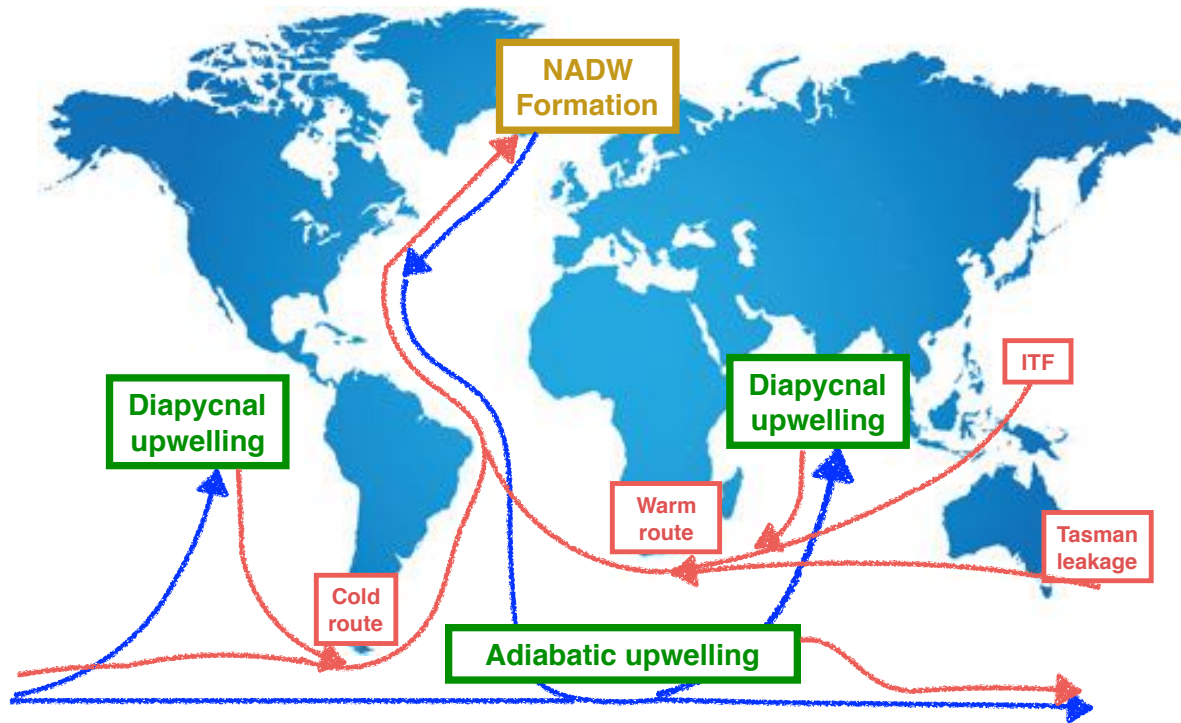 NADW
Formation
Diapycnal
upwelling
Diapycnal
upwelling
ITF
Warm
route
Tasman
leakage
Cold
route
Adiabatic upwelling